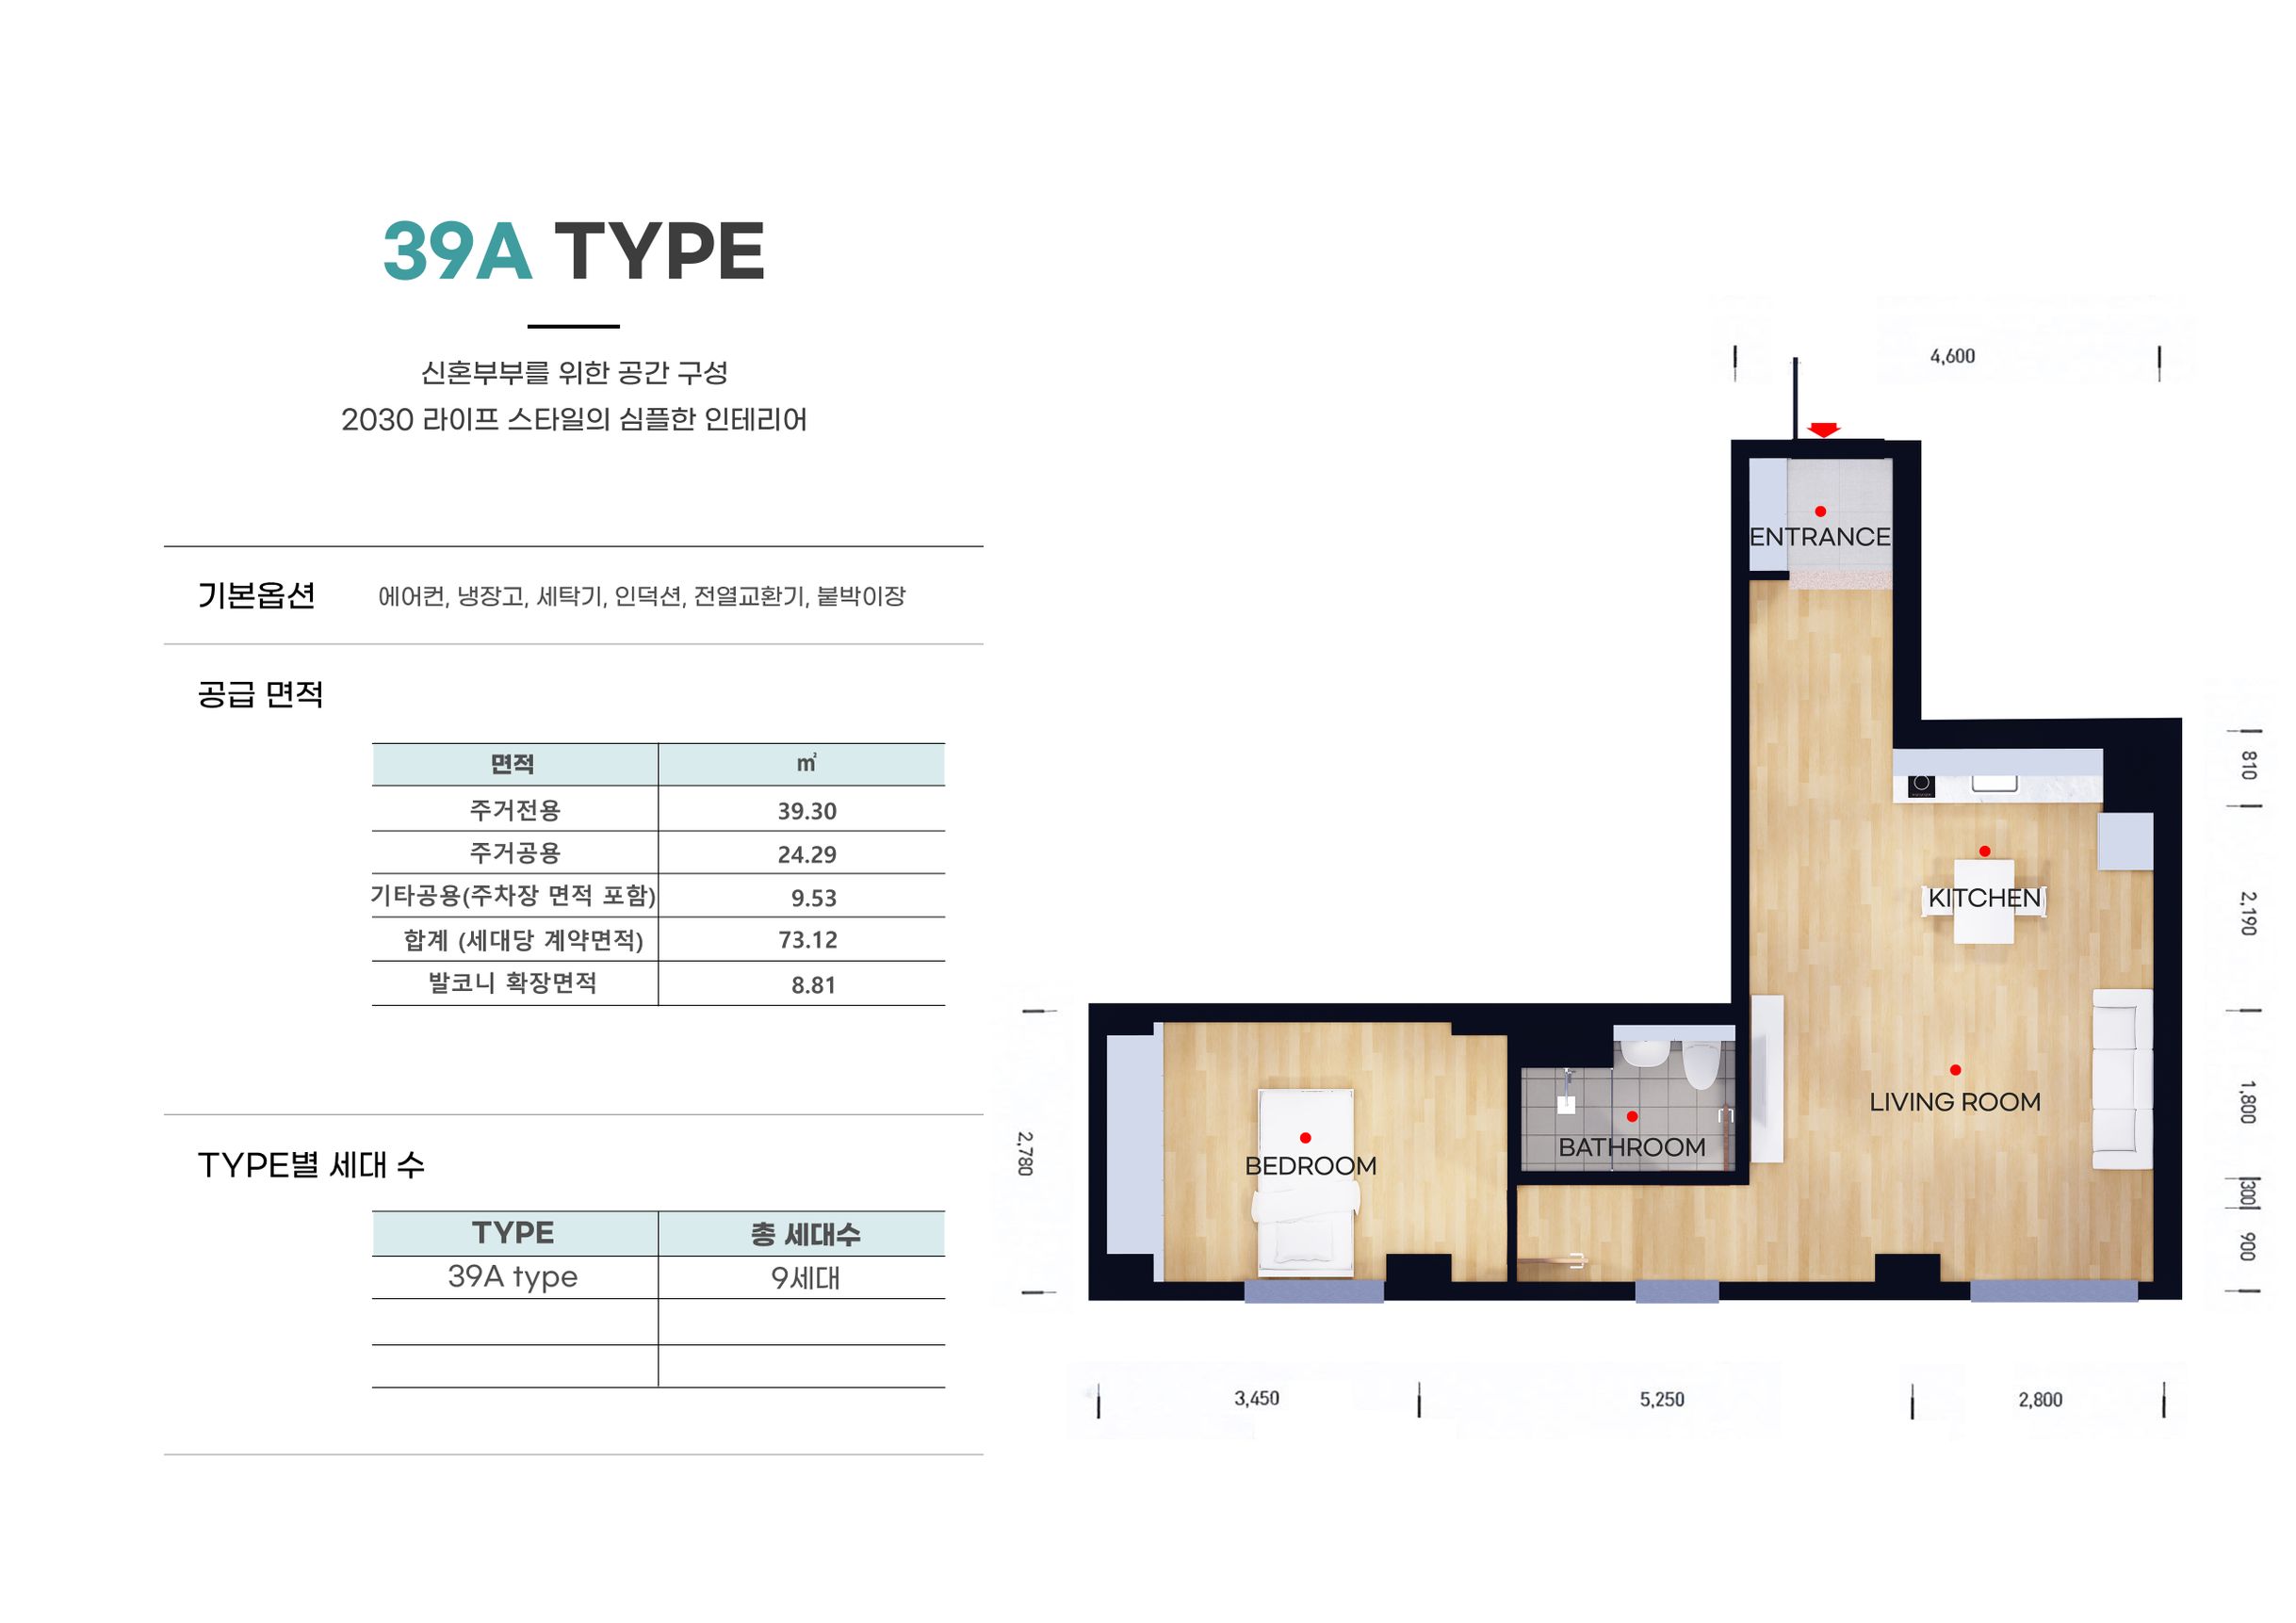 39A TYPE
신혼부부를 위한 공간 구성
2030 라이프 스타일의 심플한 인테리어
기본옵션 에어컨, 냉장고, 세탁기, 인덕션, 전열교환기, 붙박이장
공급 면적
면적 ㎡
주거전용 39.30
주거공용 24.29
기타공용(주차장 면적 포함) 9.53
합계 (세대당 계약면적) 73.12
발코니 확장면적 8.81
TYPE별 세대 수
TYPE 총 세대수
39A type 9세대
4,600
ENTRANCE
KITCHEN
LIVING ROOM
BATHROOM
BEDROOM
810
2,190
1,800
300
900
2,780
3,450
5,250
2,800